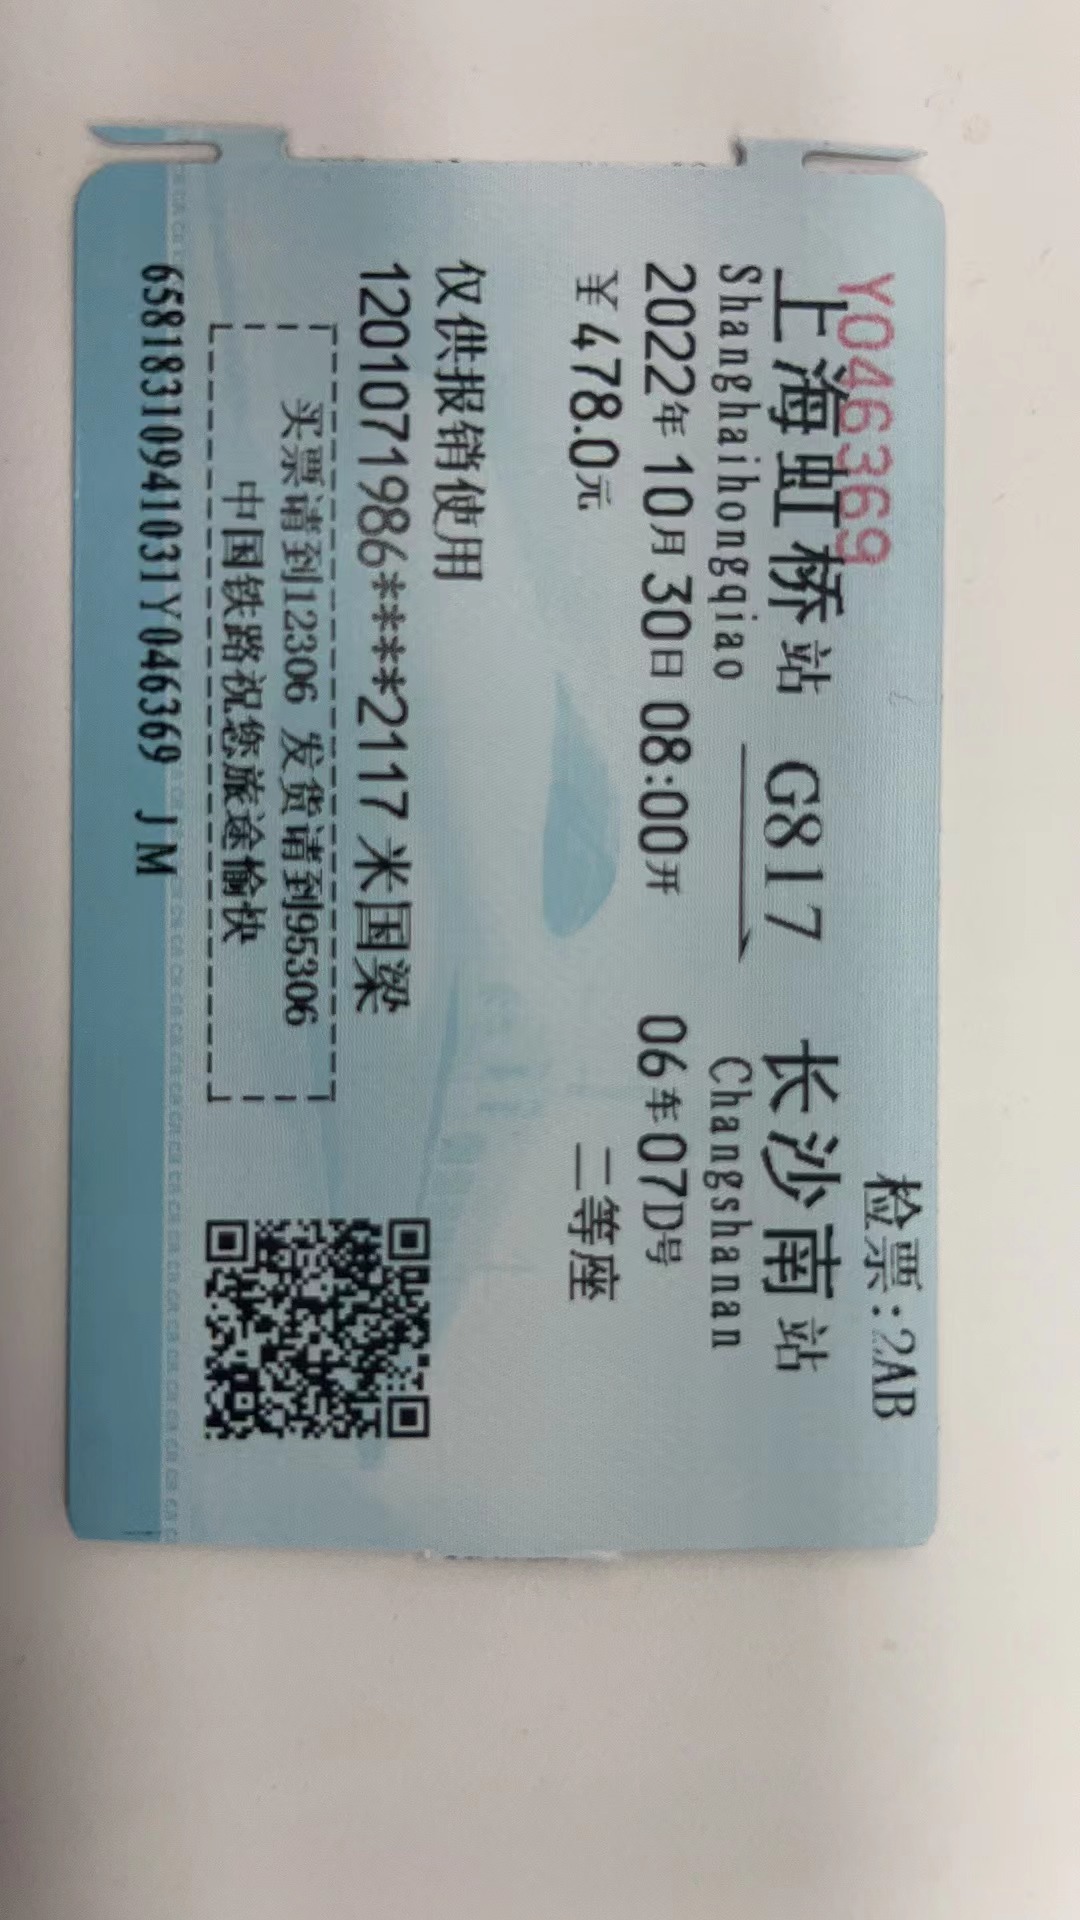 Y046369 检票:2AB
上海虹桥站 G817 长沙南站
Shanghaihongqiao Changshanan
2022年10月30日08:00开 06车07D号
￥478.0元 二等座
仅供报销使用
1201071986****2117米国梁
买票请到12306 发货请到95306
中国铁路祝您旅途愉快
65818310941031Y046369 JM